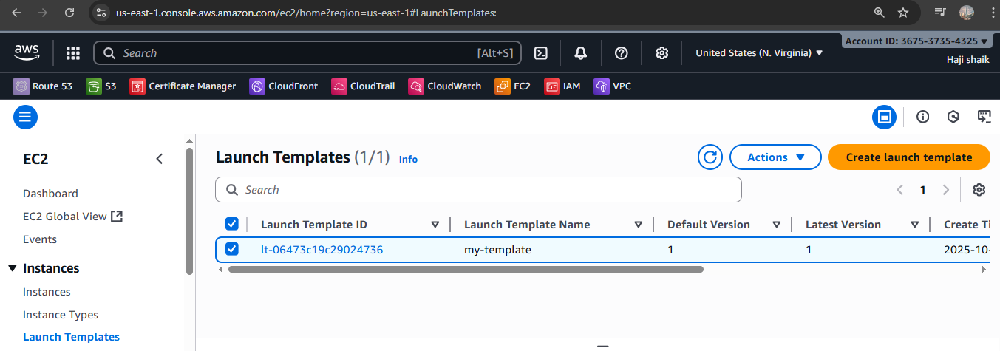 us-east-1.console.aws.amazon.com/ec2/home?region=us-east-1#LaunchTemplates:
aws Search [Alt+S] United States (N. Virginia) Account ID: 3675-3735-4325
Haji shaik
Route 53 S3 Certificate Manager CloudFront CloudTrail CloudWatch EC2 IAM VPC
EC2
Dashboard
EC2 Global View
Events
Instances
Instances
Instance Types
Launch Templates
Launch Templates (1/1) Info Actions Create launch template
Search 1
Launch Template ID Launch Template Name Default Version Latest Version Create Ti
lt-06473c19c29024736 my-template 1 1 2025-10-